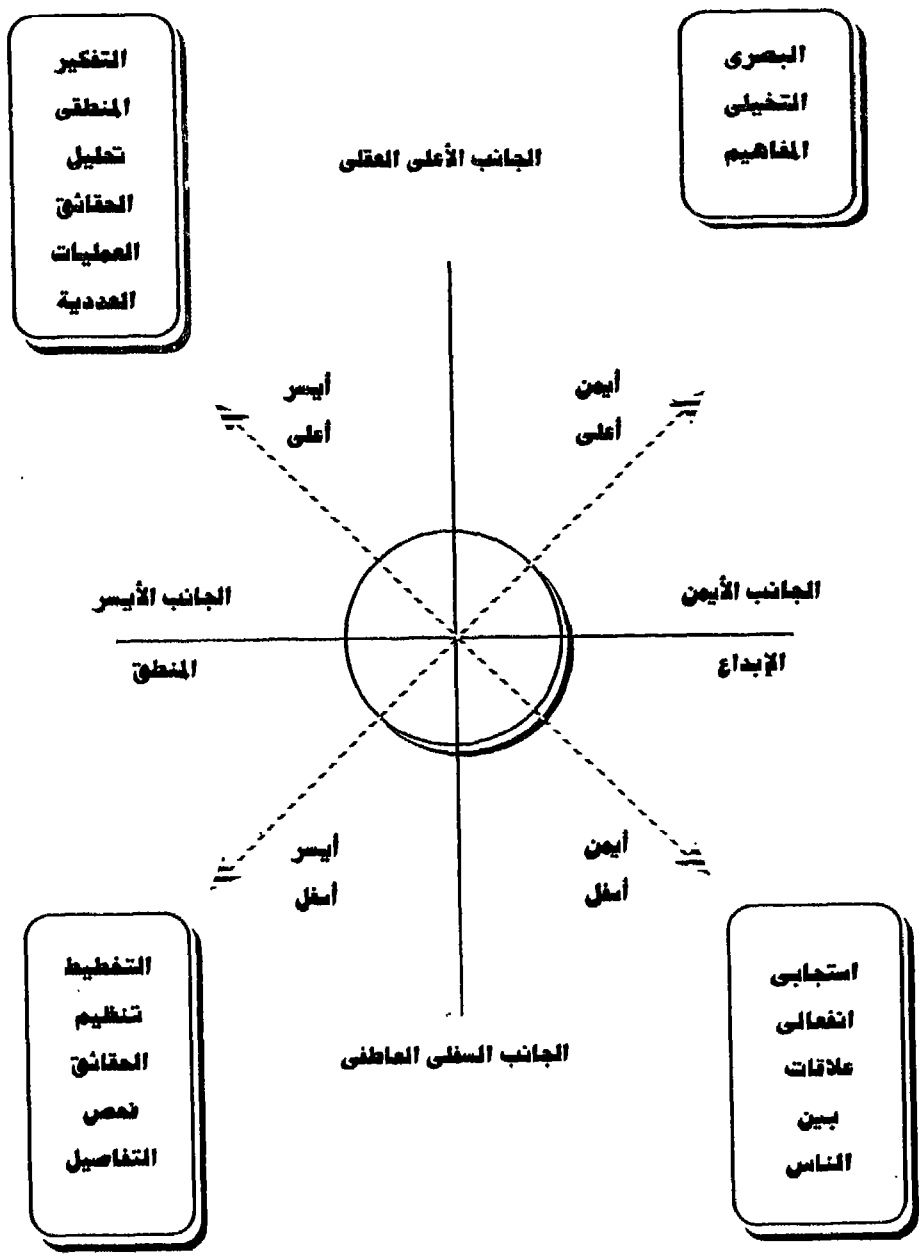 البصرى
التخيلى
المفاهيم
التفكير
المنطقى
تحليل
الحقائق
العمليات
العددية
الجانب الأعلى العقلى
أيمن
أعلى
أيسر
أعلى
الجانب الأيمن
الإبداع
الجانب الأيسر
المنطق
أيمن
أسفل
أيسر
أسفل
الجانب السفلى العاطفى
استجابى
انفعالى
علاقات
بين
الناس
التخطيط
تنظيم
الحقائق
فحص
التفاصيل